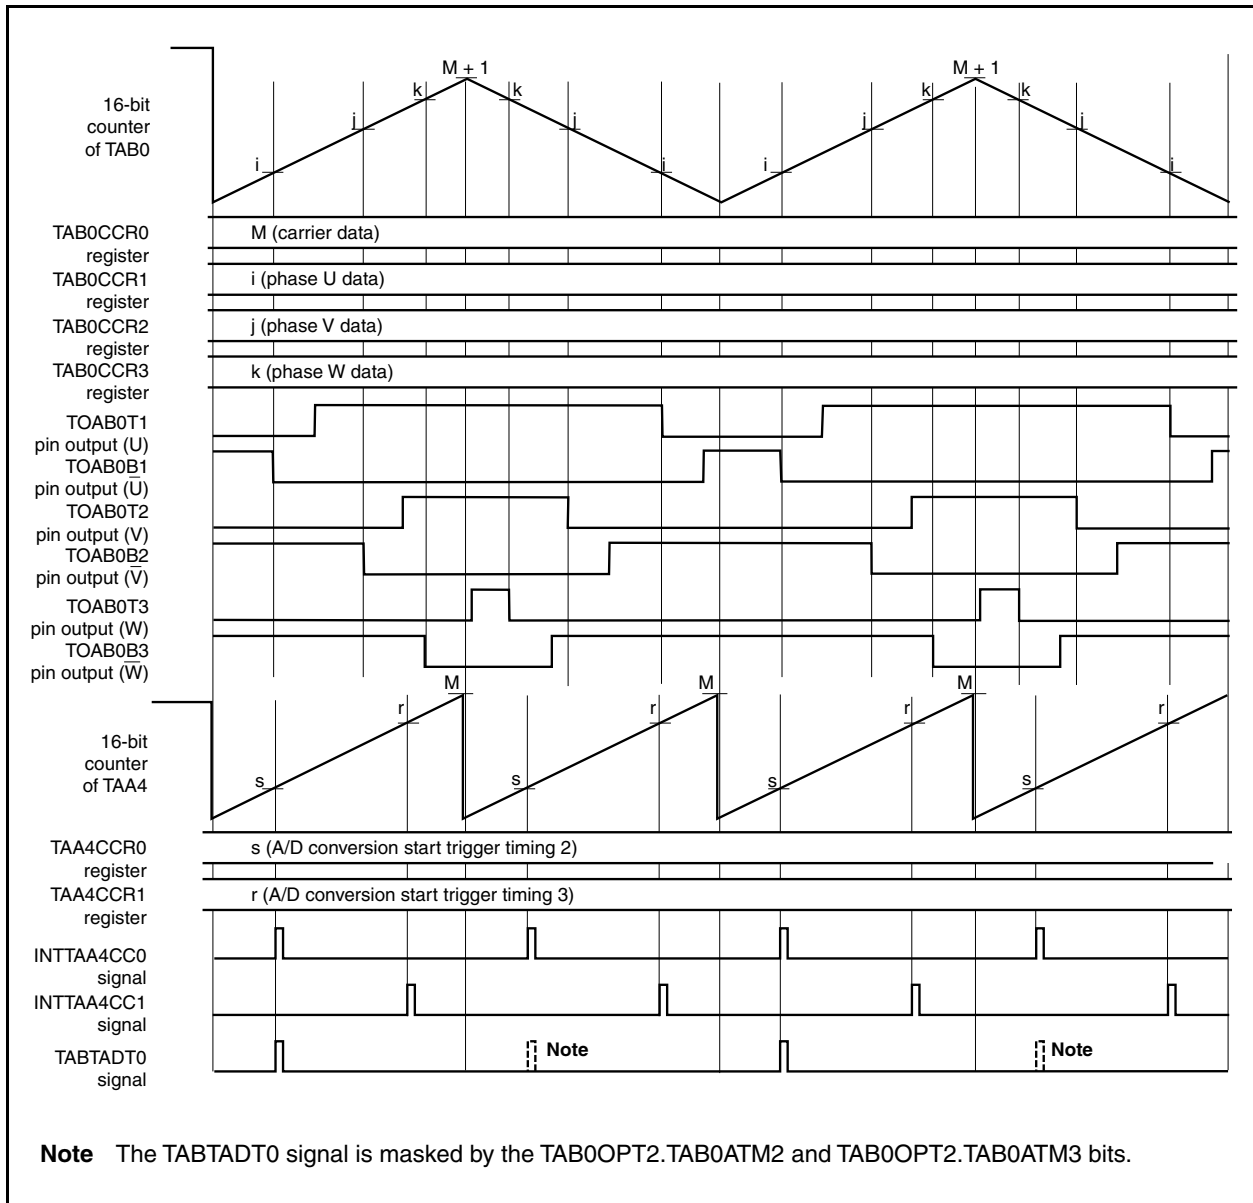 M + 1
M + 1
k
k
k
k
16-bit
counter
of TAB0
j
j
j
j
i
i
i
i
TAB0CCR0
register
M (carrier data)
TAB0CCR1
register
i (phase U data)
TAB0CCR2
register
j (phase V data)
TAB0CCR3
register
k (phase W data)
TOAB0T1
pin output (U)
TOAB0B1
pin output (U̅)
TOAB0T2
pin output (V)
TOAB0B2
pin output (V̅)
TOAB0T3
pin output (W)
TOAB0B3
pin output (W̅)
M
M
M
r
r
r
r
16-bit
counter
of TAA4
s
s
s
s
TAA4CCR0
register
s (A/D conversion start trigger timing 2)
TAA4CCR1
register
r (A/D conversion start trigger timing 3)
INTTAA4CC0
signal
INTTAA4CC1
signal
TABTADT0
signal
Note
Note
Note The TABTADT0 signal is masked by the TAB0OPT2.TAB0ATM2 and TAB0OPT2.TAB0ATM3 bits.